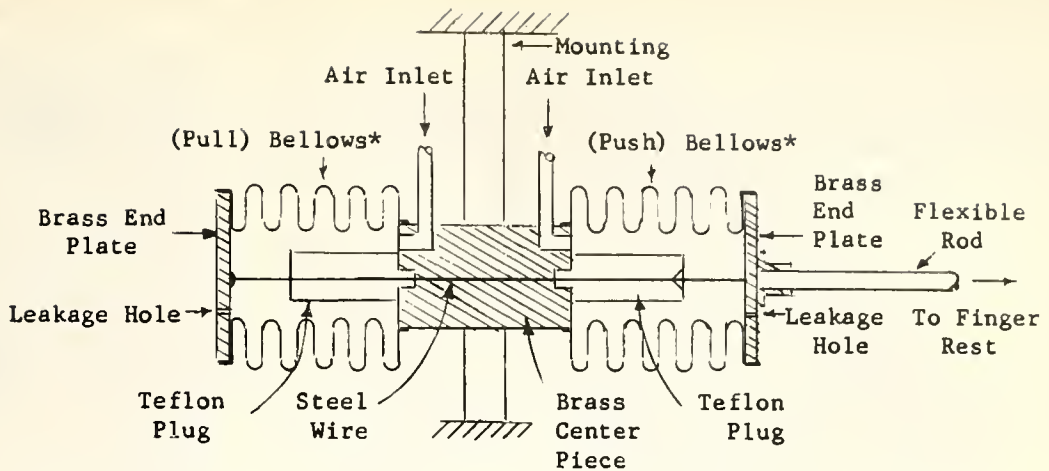 Mounting
Air Inlet
Air Inlet
(Pull) Bellows*
(Push) Bellows*
Brass End
Plate
Brass
End
Plate
Flexible
Rod
Leakage Hole
Leakage
Hole
To Finger
Rest
Teflon
Plug
Steel
Wire
Brass
Center
Piece
Teflon
Plug